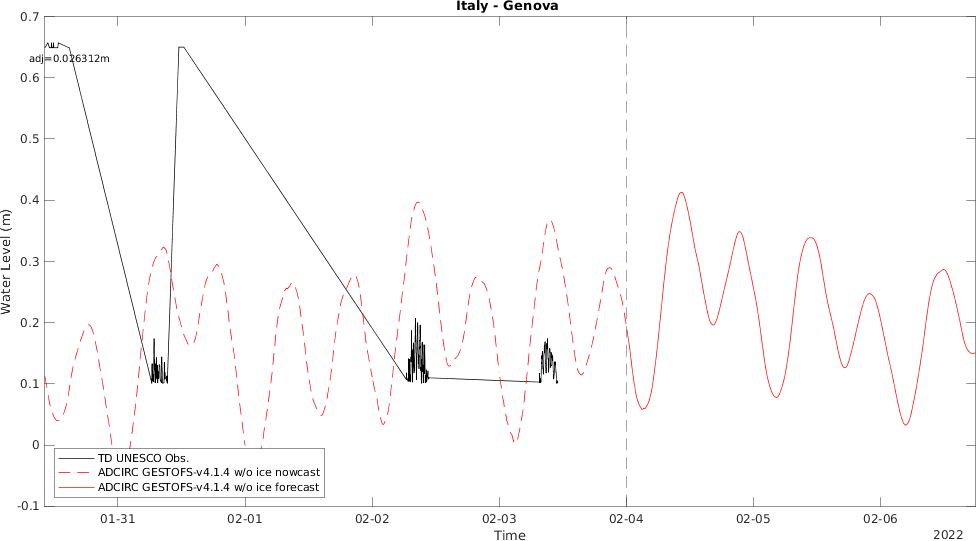 Italy - Genova
0.7
0.6
0.5
0.4
0.3
0.2
0.1
0
-0.1
Water Level (m)
adj=0.026312m
TD UNESCO Obs.
ADCIRC GESTOFS-v4.1.4 w/o ice nowcast
ADCIRC GESTOFS-v4.1.4 w/o ice forecast
01-31 02-01 02-02 02-03 02-04 02-05 02-06
Time
2022